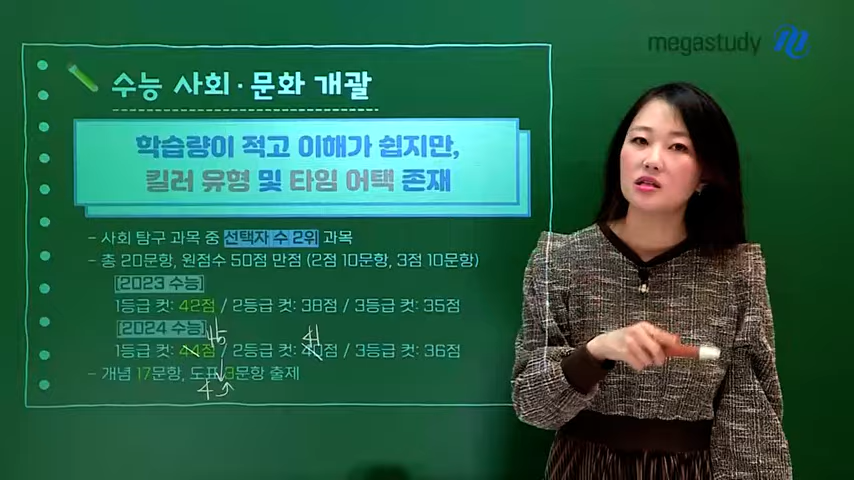 megastudy
수능 사회·문화 개괄
학습량이 적고 이해가 쉽지만,
킬러 유형 및 타임 어택 존재
- 사회 탐구 과목 중 선택자 수 2위 과목
- 총 20문항, 원점수 50점 만점 (2점 10문항, 3점 10문항)
[2023 수능]
1등급 컷: 42점 / 2등급 컷: 38점 / 3등급 컷: 35점
[2024 수능] 45 41
1등급 컷: 44점 / 2등급 컷: 40점 / 3등급 컷: 36점
- 개념 17문항, 도표 3문항 출제